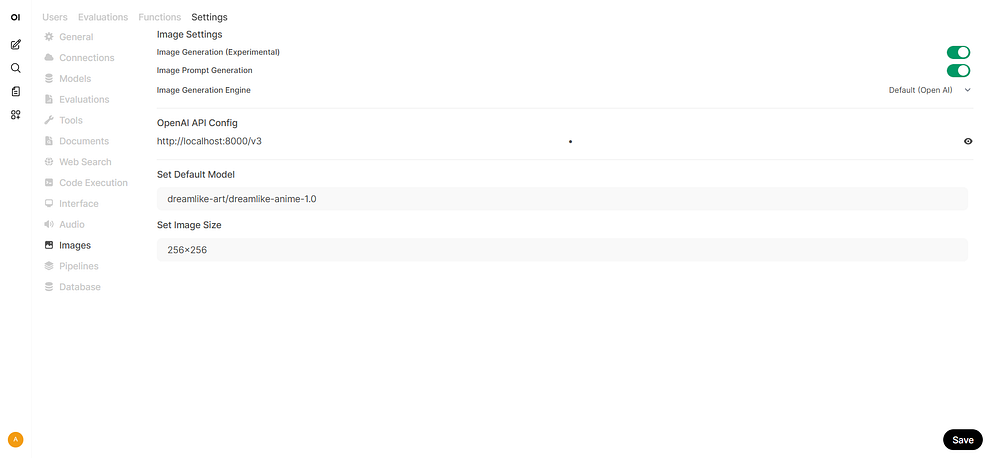 OI
Users Evaluations Functions Settings
General
Connections
Models
Evaluations
Tools
Documents
Web Search
Code Execution
Interface
Audio
Images
Pipelines
Database
Image Settings
Image Generation (Experimental)
Image Prompt Generation
Image Generation Engine Default (Open AI)
OpenAI API Config
http://localhost:8000/v3 •
Set Default Model
dreamlike-art/dreamlike-anime-1.0
Set Image Size
256×256
A
Save